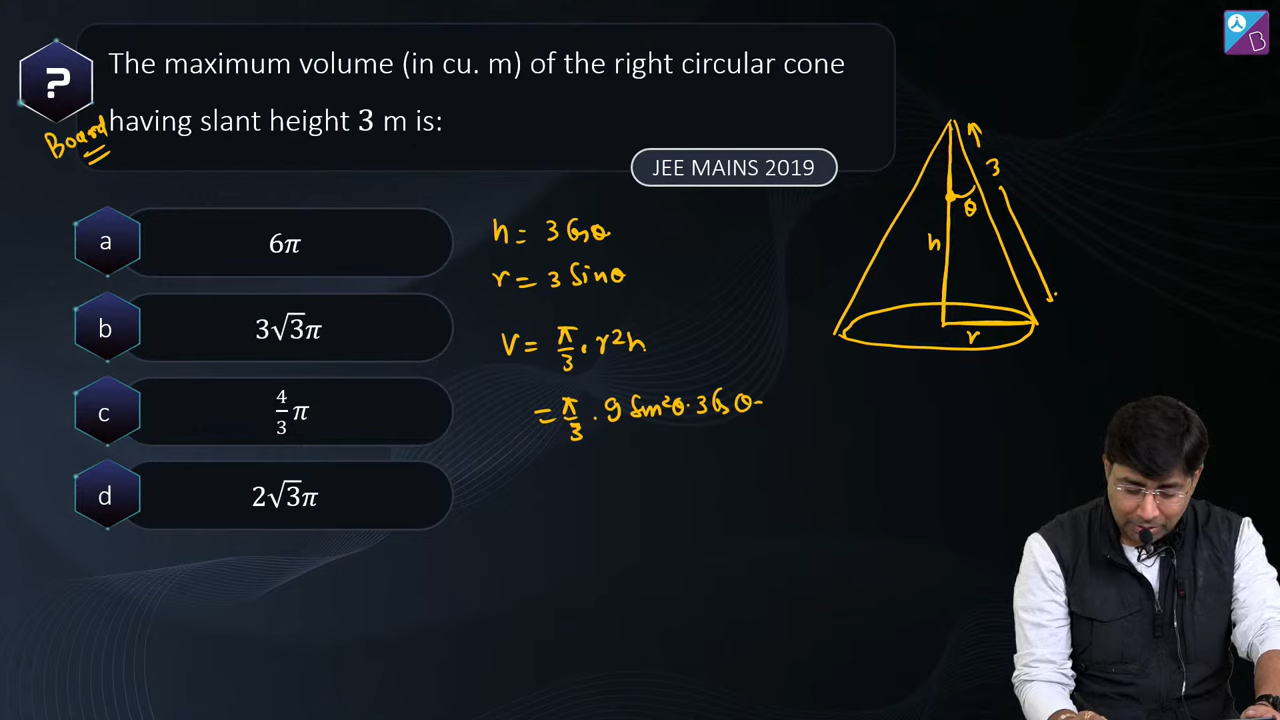 ?
The maximum volume (in cu. m) of the right circular cone
having slant height 3 m is:
Board
JEE MAINS 2019
a
6π
b
3√3π
c
4/3 π
d
2√3π
h = 3 Cosθ
r = 3 Sinθ
V = π/3 . r²h
= π/3 . 9 Sin²θ . 3 Cosθ
3
θ
h
r
B